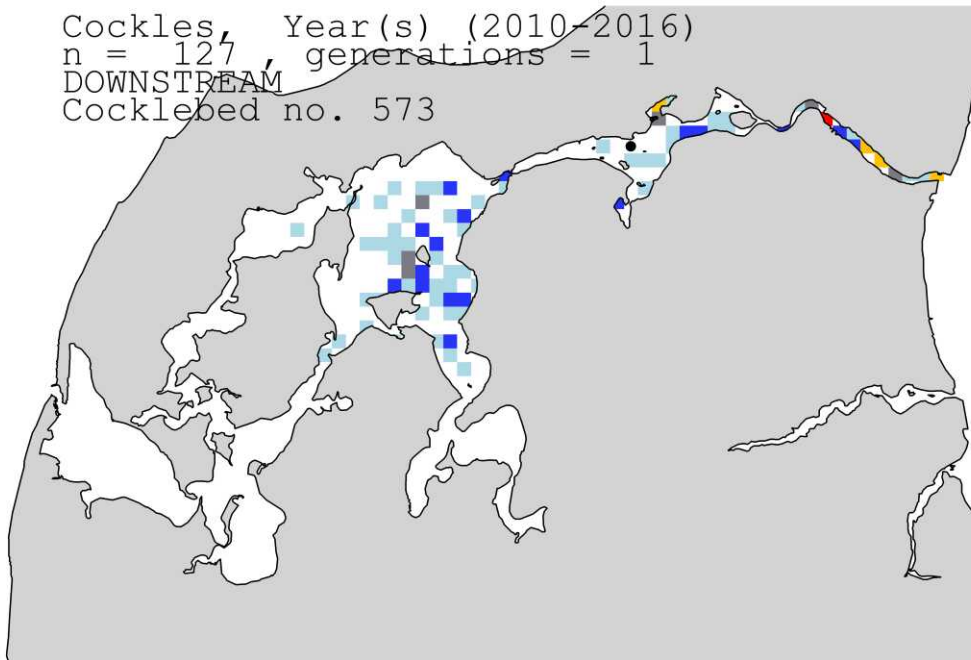 Cockles, Year(s) (2010-2016)
n = 127 , generations = 1
DOWNSTREAM
Cocklebed no. 573